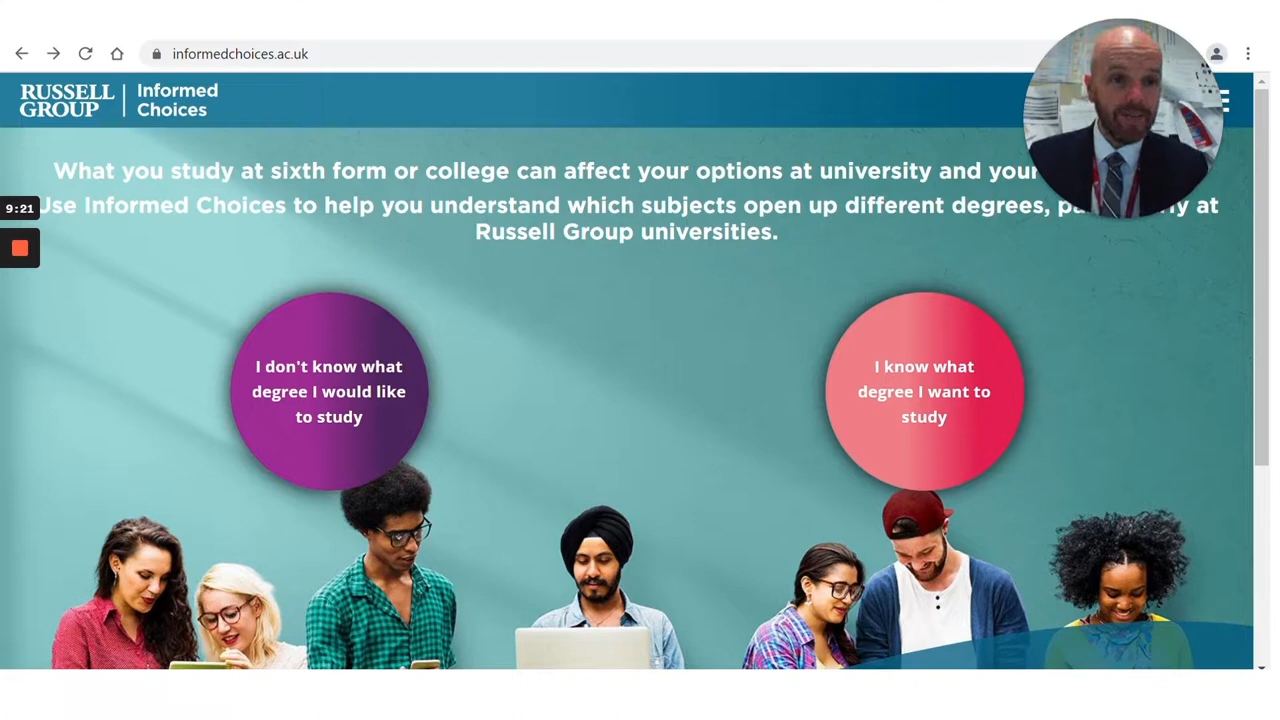 informedchoices.ac.uk
RUSSELL
GROUP
Informed
Choices
What you study at sixth form or college can affect your options at university and your
9:21
Use Informed Choices to help you understand which subjects open up different degrees, at
Russell Group universities.
I don't know what
degree I would like
to study
I know what
degree I want to
study